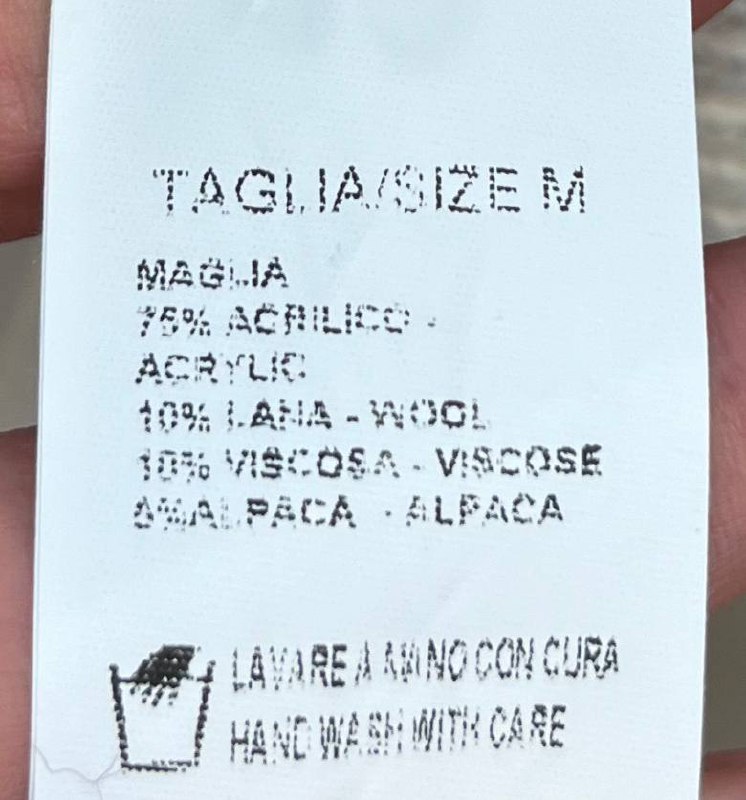 TAGLIA/SIZE M
MAGLIA
75% ACRILICO -
ACRYLIC
10% LANA - WOOL
10% VISCOSA - VISCOSE
5%ALPACA - ALPACA
LAVARE A MANO CON CURA
HAND WASH WITH CARE